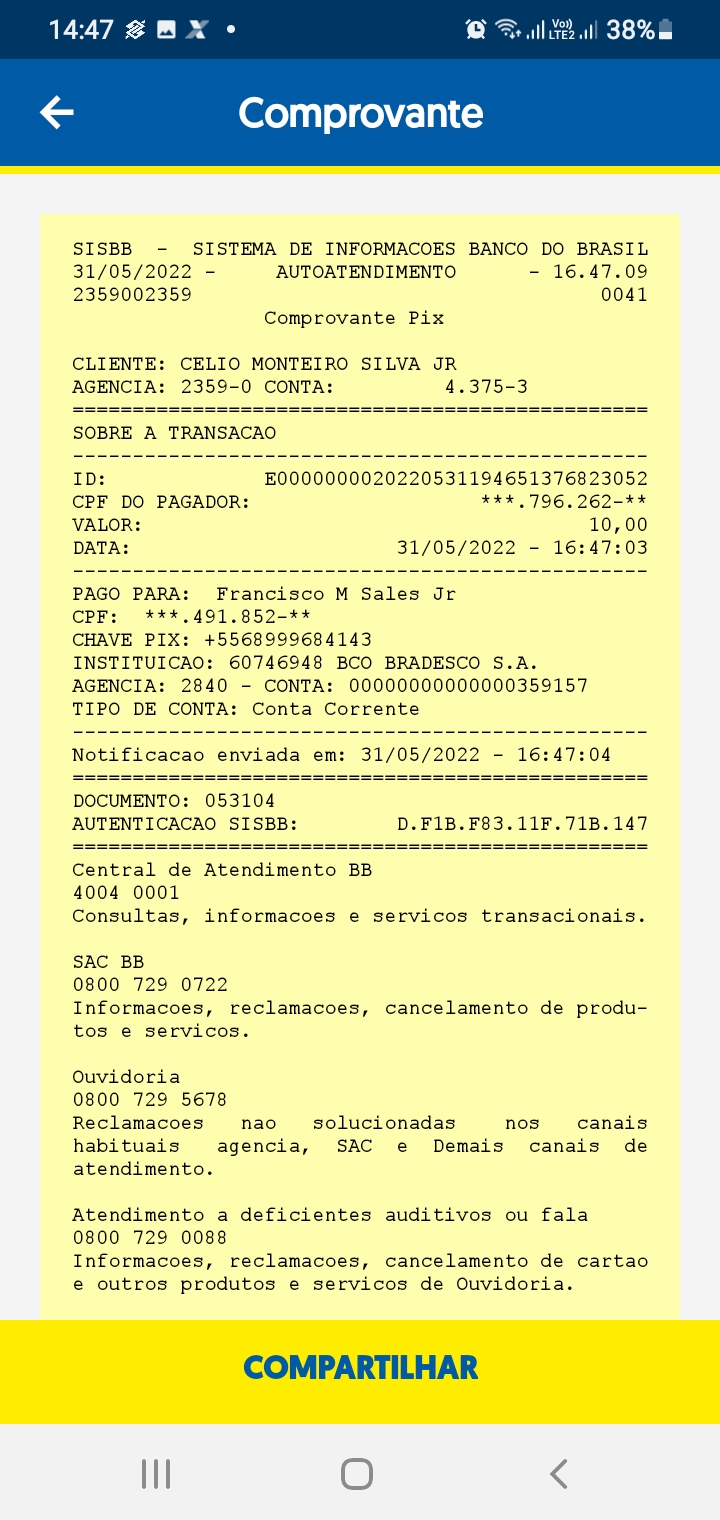 14:47
Vo))
LTE2
38%
Comprovante
SISBB - SISTEMA DE INFORMACOES BANCO DO BRASIL
31/05/2022 - AUTOATENDIMENTO - 16.47.09
2359002359 0041
Comprovante Pix
CLIENTE: CELIO MONTEIRO SILVA JR
AGENCIA: 2359-0 CONTA: 4.375-3
================================================
SOBRE A TRANSACAO
------------------------------------------------
ID: E0000000020220531194651376823052
CPF DO PAGADOR: ***.796.262-**
VALOR: 10,00
DATA: 31/05/2022 - 16:47:03
------------------------------------------------
PAGO PARA: Francisco M Sales Jr
CPF: ***.491.852-**
CHAVE PIX: +5568999684143
INSTITUICAO: 60746948 BCO BRADESCO S.A.
AGENCIA: 2840 - CONTA: 00000000000000359157
TIPO DE CONTA: Conta Corrente
------------------------------------------------
Notificacao enviada em: 31/05/2022 - 16:47:04
================================================
DOCUMENTO: 053104
AUTENTICACAO SISBB: D.F1B.F83.11F.71B.147
================================================
Central de Atendimento BB
4004 0001
Consultas, informacoes e servicos transacionais.
SAC BB
0800 729 0722
Informacoes, reclamacoes, cancelamento de produ-
tos e servicos.
Ouvidoria
0800 729 5678
Reclamacoes nao solucionadas nos canais
habituais agencia, SAC e Demais canais de
atendimento.
Atendimento a deficientes auditivos ou fala
0800 729 0088
Informacoes, reclamacoes, cancelamento de cartao
e outros produtos e servicos de Ouvidoria.
COMPARTILHAR